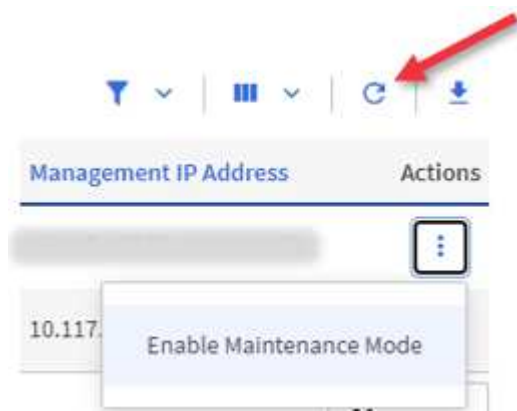 Management IP Address Actions
10.117.
Enable Maintenance Mode